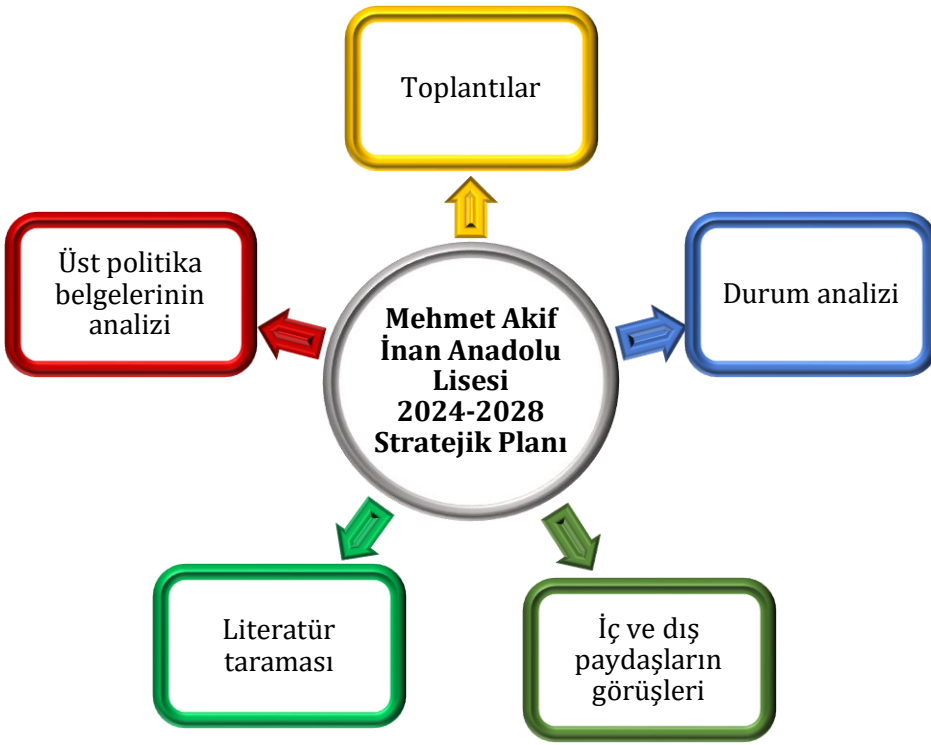 Toplantılar
Üst politika
belgelerinin
analizi
Durum analizi
Mehmet Akif
İnan Anadolu
Lisesi
2024-2028
Stratejik Planı
Literatür
taraması
İç ve dış
paydaşların
görüşleri